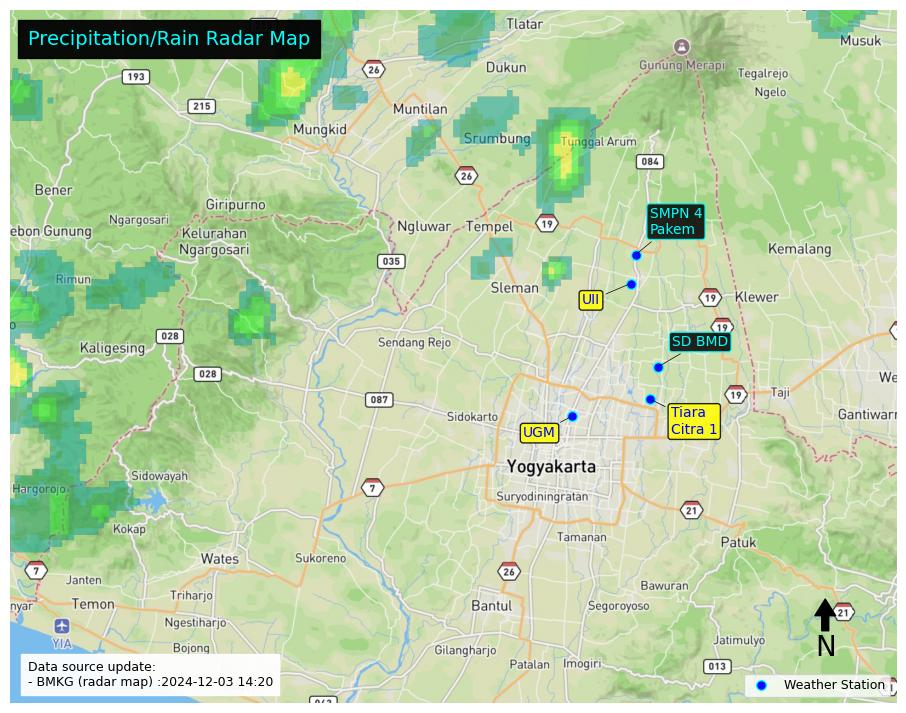 Precipitation/Rain Radar Map
Tlatar
Musuk
26
193
Dukun
Gunung Merapi
Tegalrejo
Ngelo
215
Muntilan
Mungkid
Srumbung
Tunggal Arum
084
26
Bener
Giripurno
Ngargosari
SMPN 4
Pakem
ebon Gunung
Kelurahan
Ngargosari
Ngluwar
Tempel
19
Kemalang
035
Rimun
Sleman
UII
19
Klewer
19
028
Kaligesing
Sendang Rejo
SD BMD
028
We
087
19
Taji
Sidokarto
Tiara
Citra 1
Gantiwarn
UGM
Yogyakarta
Sidowayah
Hargorojo
7
Suryodiningratan
21
Kokap
Tamanan
Patuk
Wates
Sukoreno
7
26
Janten
Bawuran
Triharjo
nyar
Temon
Bantul
Segoroyoso
21
Ngestiharjo
YIA
N
Bojong
Gilangharjo
Jatimulyo
Patalan
Imogiri
013
Data source update:
- BMKG (radar map) :2024-12-03 14:20
Weather Station